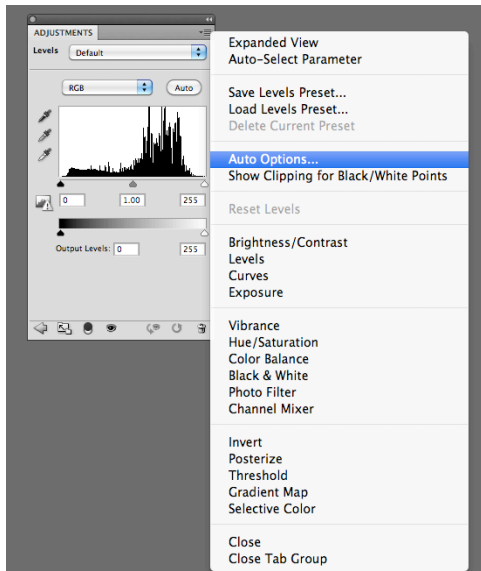 ADJUSTMENTS
Levels Default
RGB Auto
0 1.00 255
Output Levels: 0 255
Expanded View
Auto-Select Parameter
Save Levels Preset...
Load Levels Preset...
Delete Current Preset
Auto Options...
Show Clipping for Black/White Points
Reset Levels
Brightness/Contrast
Levels
Curves
Exposure
Vibrance
Hue/Saturation
Color Balance
Black & White
Photo Filter
Channel Mixer
Invert
Posterize
Threshold
Gradient Map
Selective Color
Close
Close Tab Group